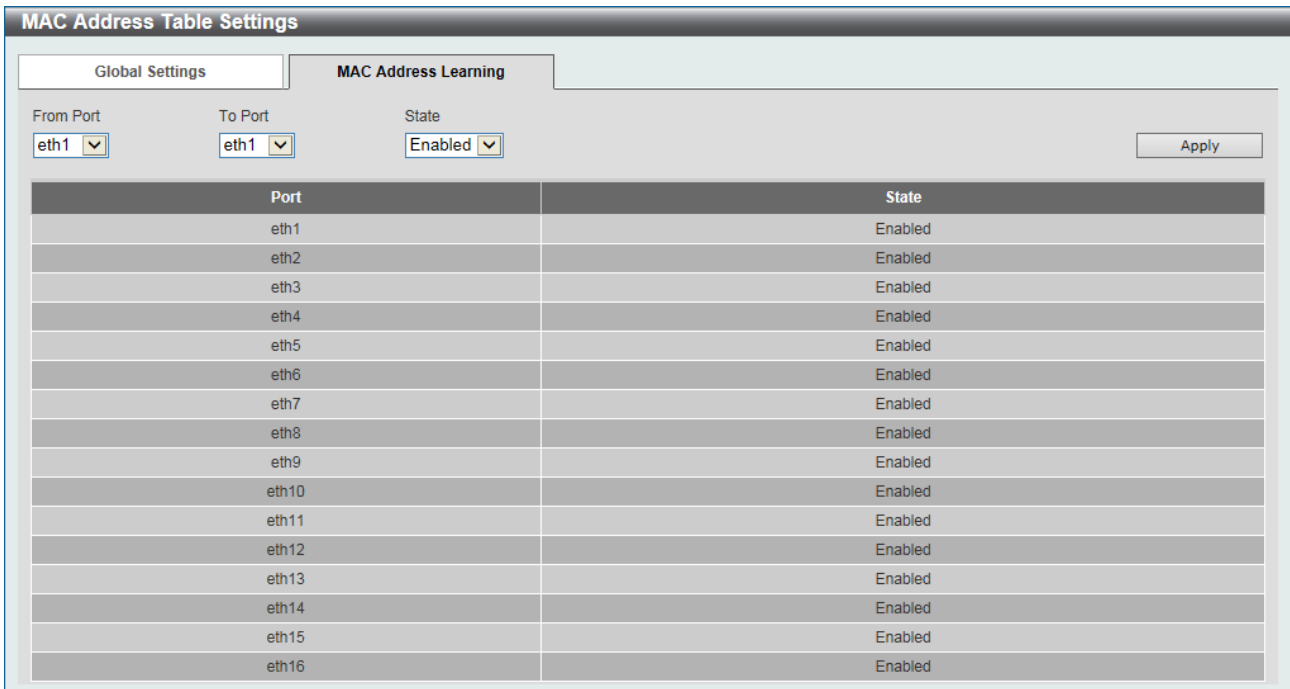 MAC Address Table Settings
Global Settings MAC Address Learning
From Port To Port State
eth1 eth1 Enabled Apply
Port State
eth1 Enabled
eth2 Enabled
eth3 Enabled
eth4 Enabled
eth5 Enabled
eth6 Enabled
eth7 Enabled
eth8 Enabled
eth9 Enabled
eth10 Enabled
eth11 Enabled
eth12 Enabled
eth13 Enabled
eth14 Enabled
eth15 Enabled
eth16 Enabled